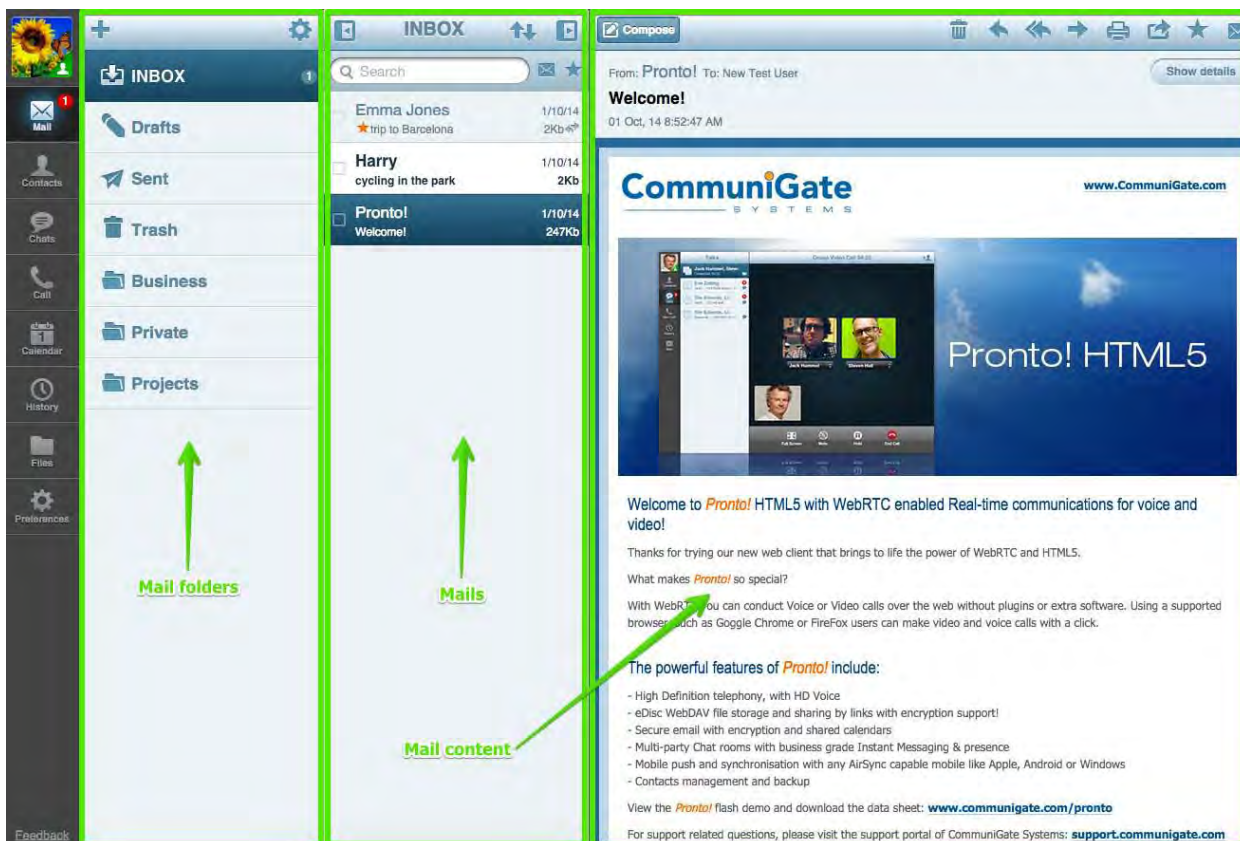 Mail
1
Contacts
Chats
Call
1
Calendar
History
Files
Preferences
Feedback
INBOX
1
Drafts
Sent
Trash
Business
Private
Projects
Mail folders
INBOX
Search
Emma Jones 1/10/14
trip to Barcelona 2Kb
Harry 1/10/14
cycling in the park 2Kb
Pronto! 1/10/14
Welcome! 247Kb
Mails
Mail content
Compose
From: Pronto! To: New Test User
Show details
Welcome!
01 Oct, 14 8:52:47 AM
CommuniGate
SYSTEMS
www.CommuniGate.com
Jack Hummel
Steven Hall
Full Screen Mute Hold End Call
Pronto! HTML5
Welcome to Pronto! HTML5 with WebRTC enabled Real-time communications for voice and
video!
Thanks for trying our new web client that brings to life the power of WebRTC and HTML5.
What makes Pronto! so special?
With WebRT you can conduct Voice or Video calls over the web without plugins or extra software. Using a supported
browser such as Goggle Chrome or FireFox users can make video and voice calls with a click.
The powerful features of Pronto! include:
- High Definition telephony, with HD Voice
- eDisc WebDAV file storage and sharing by links with encryption support!
- Secure email with encryption and shared calendars
- Multi-party Chat rooms with business grade Instant Messaging & presence
- Mobile push and synchronisation with any AirSync capable mobile like Apple, Android or Windows
- Contacts management and backup
View the Pronto! flash demo and download the data sheet: www.communigate.com/pronto
For support related questions, please visit the support portal of CommuniGate Systems: support.communigate.com